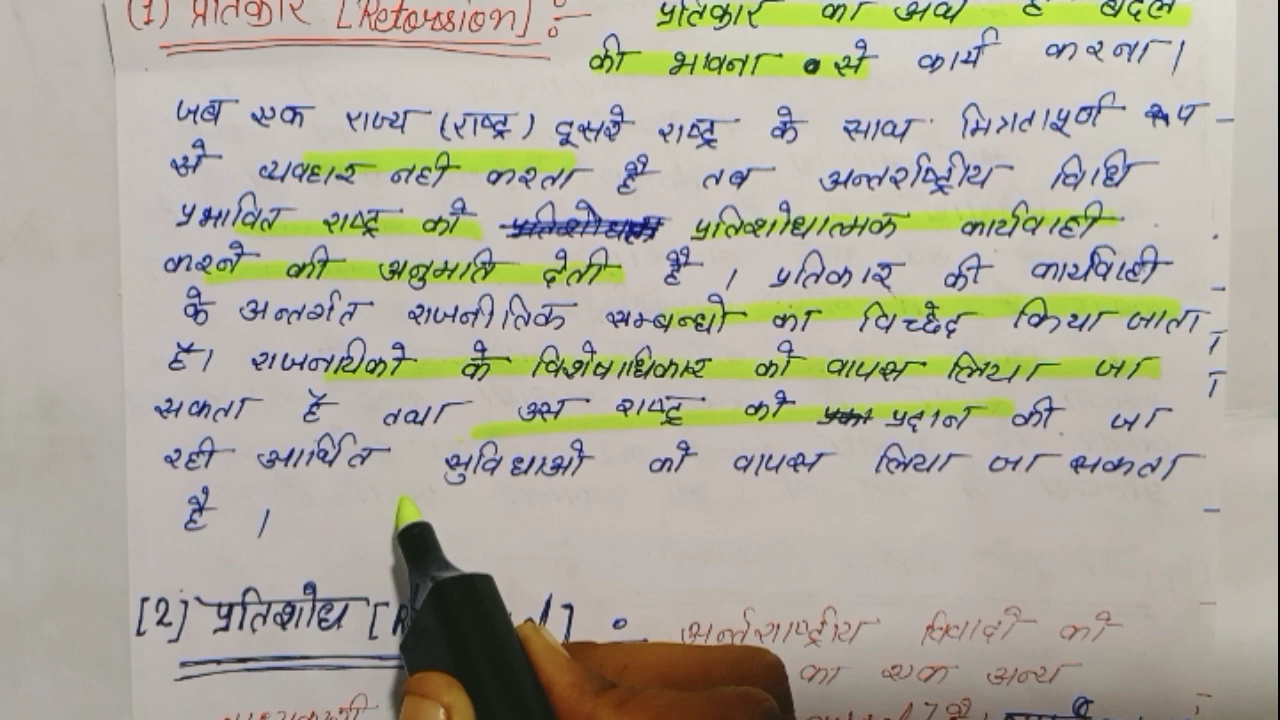 (1) प्रतिकार [Retorsion] :- प्रतिकार का अर्थ है बदले
की भावना से कार्य करना।
जब एक राज्य (राष्ट्र) दूसरे राष्ट्र के साथ मित्रतापूर्ण रूप
से व्यवहार नही करता है तब अन्तर्राष्ट्रीय विधि
प्रभावित राष्ट्र को प्रतिशोधात्मक कार्यवाही
करने की अनुमति देती है। प्रतिकार की कार्यवाही
के अन्तर्गत राजनीतिक सम्बन्धो का विच्छेद किया जाता
है। राजनयिको के विशेषाधिकार को वापस लिया जा
सकता है तथा उस राष्ट्र को प्रदान की जा
रही आर्थित सुविधाओ को वापस लिया जा सकता
है ।
[2] प्रतिशोध :- अर्न्तराष्ट्रीय विवादो को
का एक अन्य